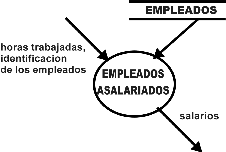 EMPLEADOS
horas trabajadas,
identificacion
de los empleados
EMPLEADOS
ASALARIADOS
salarios